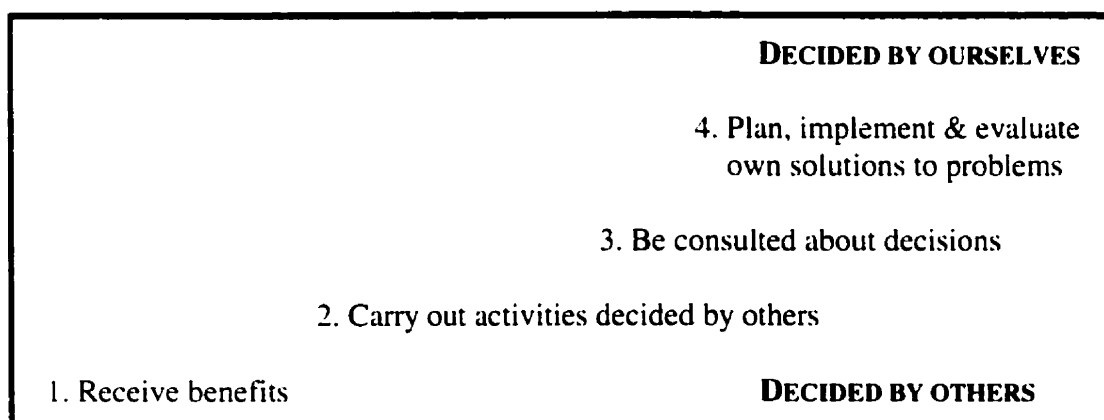 DECIDED BY OURSELVES
4. Plan, implement & evaluate
own solutions to problems
3. Be consulted about decisions
2. Carry out activities decided by others
1. Receive benefits DECIDED BY OTHERS